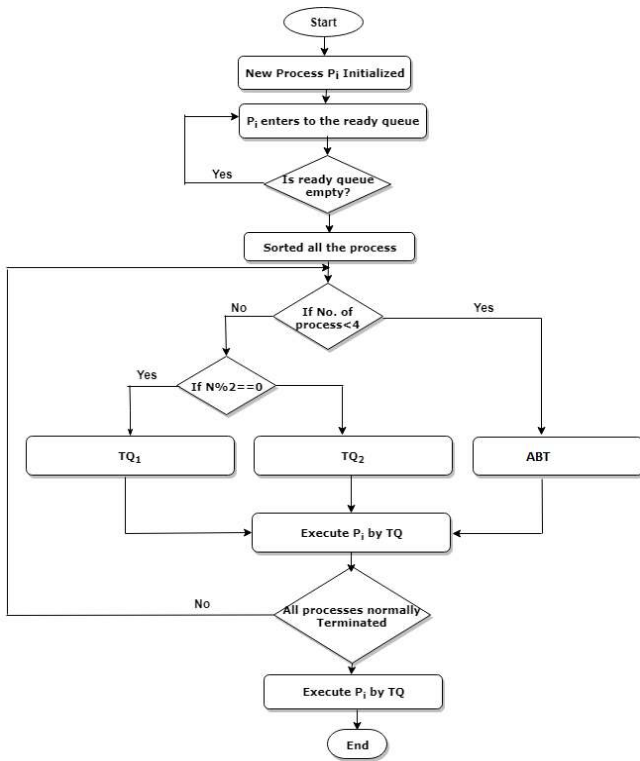 Start
New Process Pi Initialized
Pi enters to the ready queue
Yes
Is ready queue
empty?
Sorted all the process
No
If No. of
process<4
Yes
Yes
If N%2==0
TQ1
TQ2
ABT
Execute Pi by TQ
No
All processes normally
Terminated
Execute Pi by TQ
End